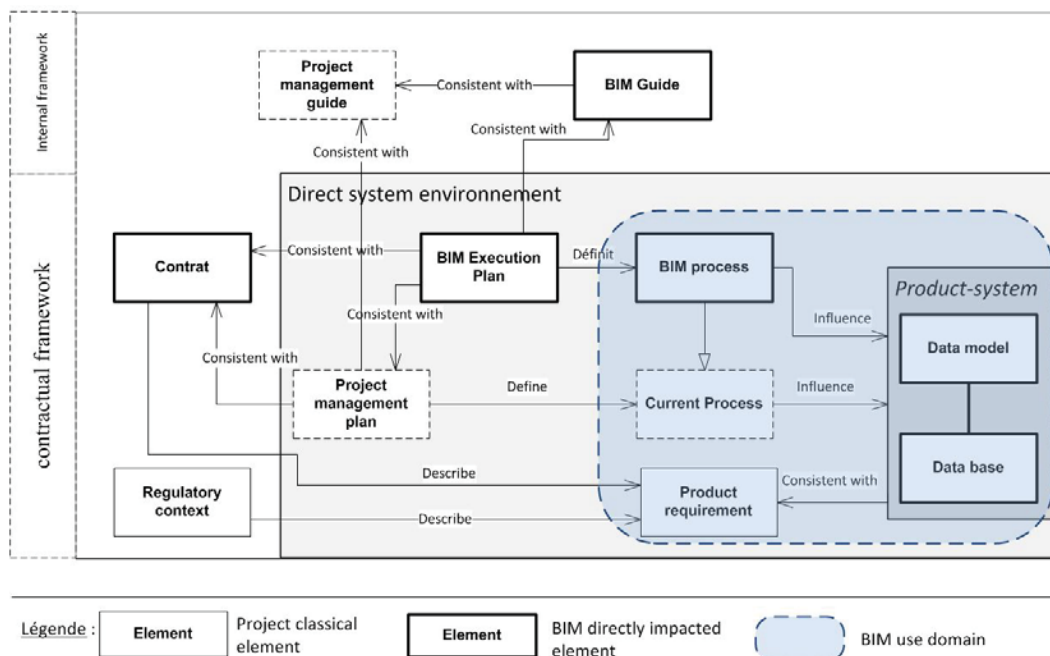 Internal framework
Project
management
guide
Consistent with
BIM Guide
Consistent with
Consistent with
contractual framework
Direct system environnement
Contrat
Consistent with
BIM Execution
Plan
Définit
BIM process
Product-system
Consistent with
Influence
Data model
Consistent with
Project
management
plan
Define
Current Process
Influence
Data base
Regulatory
context
Describe
Product
requirement
Consistent with
Describe
Légende :
Element
Project classical
element
Element
BIM directly impacted
element
BIM use domain